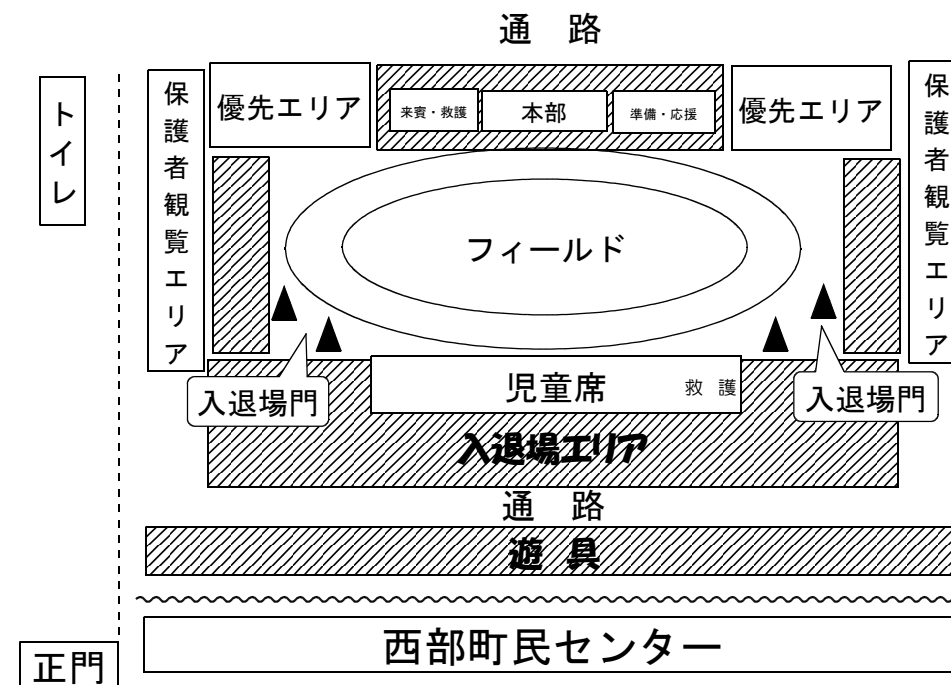 通　路
トイレ
保護者観覧エリア
優先エリア
来賓・救護
本部
準備・応援
優先エリア
保護者観覧エリア
フィールド
入退場門
児童席
救　護
入退場門
入退場エリア
通　路
遊　具
西部町民センター
正門